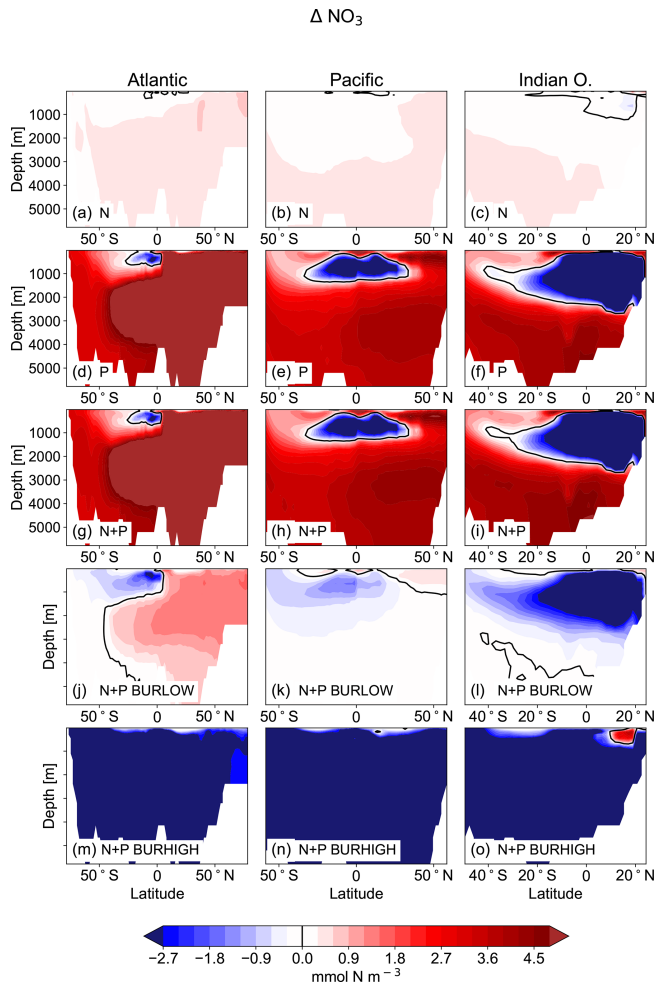 Δ NO₃
Atlantic Pacific Indian O.
Depth [m]
1000
2000
3000
4000
5000
(a) N (b) N (c) N
50° S 0 50° N 50° S 0 50° N 40° S 20° S 0 20° N
Depth [m]
1000
2000
3000
4000
5000
(d) P (e) P (f) P
50° S 0 50° N 50° S 0 50° N 40° S 20° S 0 20° N
Depth [m]
1000
2000
3000
4000
5000
(g) N+P (h) N+P (i) N+P
50° S 0 50° N 50° S 0 50° N 40° S 20° S 0 20° N
Depth [m]
(j) N+P BURLOW (k) N+P BURLOW (l) N+P BURLOW
50° S 0 50° N 50° S 0 50° N 40° S 20° S 0 20° N
Depth [m]
(m) N+P BURHIGH (n) N+P BURHIGH (o) N+P BURHIGH
50° S 0 50° N 50° S 0 50° N 40° S 20° S 0 20° N
Latitude Latitude Latitude
−2.7 −1.8 −0.9 0.0 0.9 1.8 2.7 3.6 4.5
mmol N m⁻³